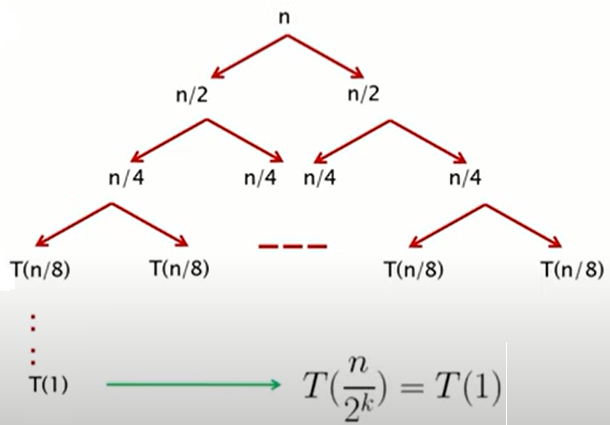 n
n/2 n/2
n/4 n/4 n/4 n/4
T(n/8) T(n/8) T(n/8) T(n/8)
T(1) T(n/2^k) = T(1)